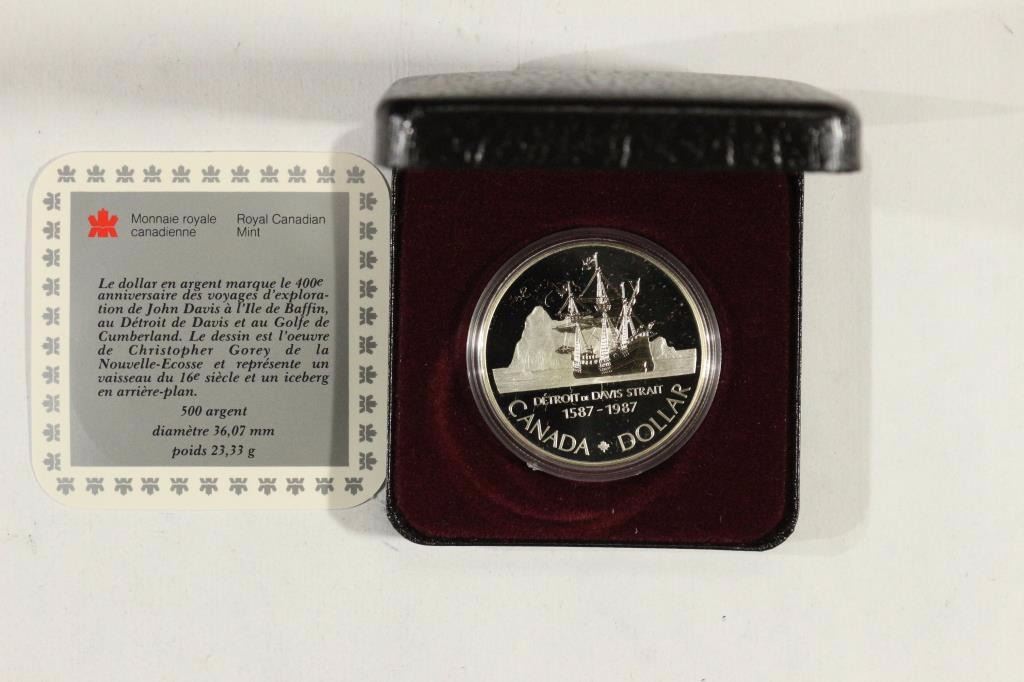 Monnaie royale
canadienne
Royal Canadian
Mint
Le dollar en argent marque le 400e
anniversaire des voyages d'explora-
tion de John Davis à l'Ile de Baffin,
au Détroit de Davis et au Golfe de
Cumberland. Le dessin est l'oeuvre
de Christopher Gorey de la
Nouvelle-Ecosse et représente un
vaisseau du 16e siècle et un iceberg
en arrière-plan.
500 argent
diamètre 36,07 mm
poids 23,33 g
DÉTROIT DE DAVIS STRAIT
1587-1987
CANADA DOLLAR